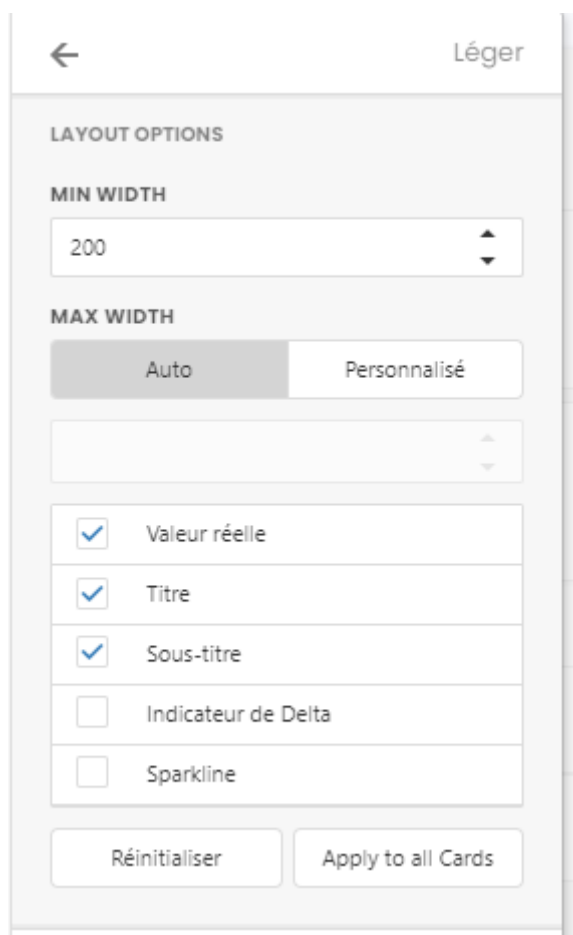 Léger
LAYOUT OPTIONS
MIN WIDTH
200
MAX WIDTH
Auto Personnalisé
Valeur réelle
Titre
Sous-titre
Indicateur de Delta
Sparkline
Réinitialiser Apply to all Cards